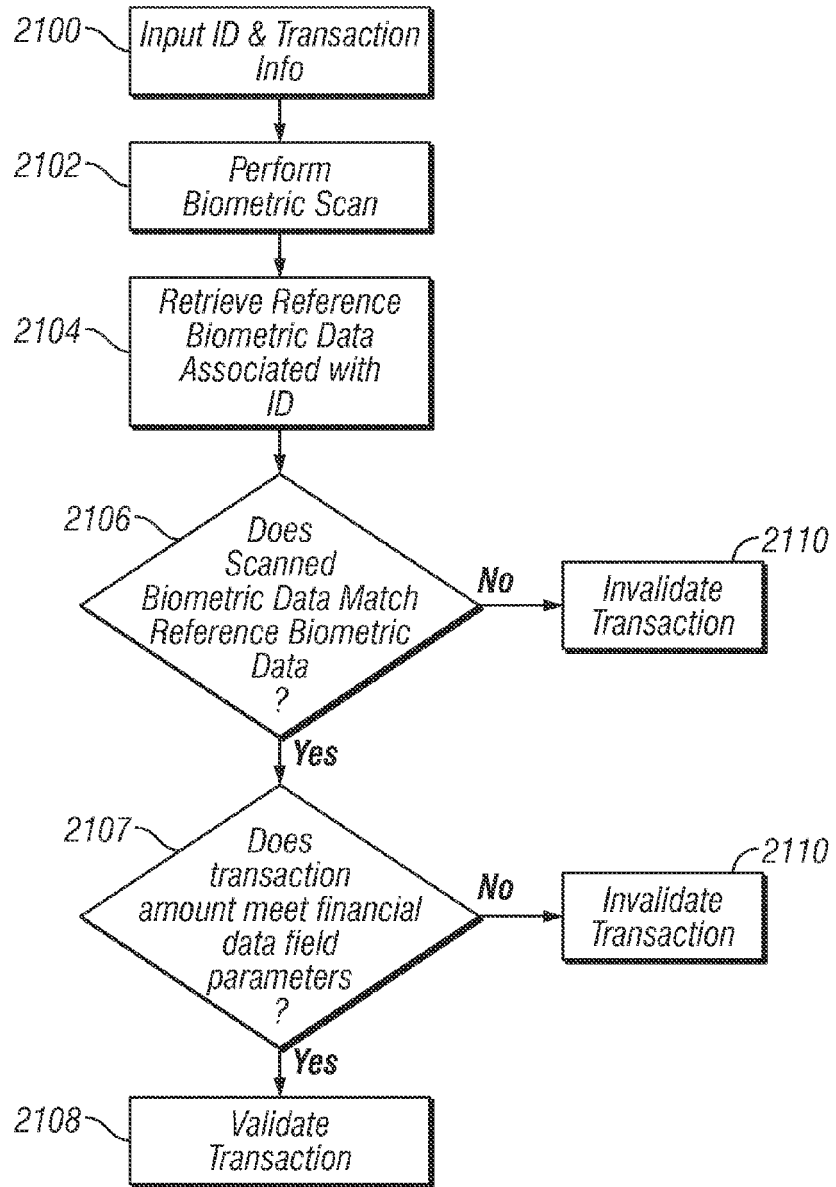 2100
Input ID & Transaction
Info
2102
Perform
Biometric Scan
2104
Retrieve Reference
Biometric Data
Associated with
ID
2106
Does
Scanned
Biometric Data Match
Reference Biometric
Data
?
No
2110
Invalidate
Transaction
Yes
2107
Does
transaction
amount meet financial
data field
parameters
?
No
2110
Invalidate
Transaction
Yes
2108
Validate
Transaction